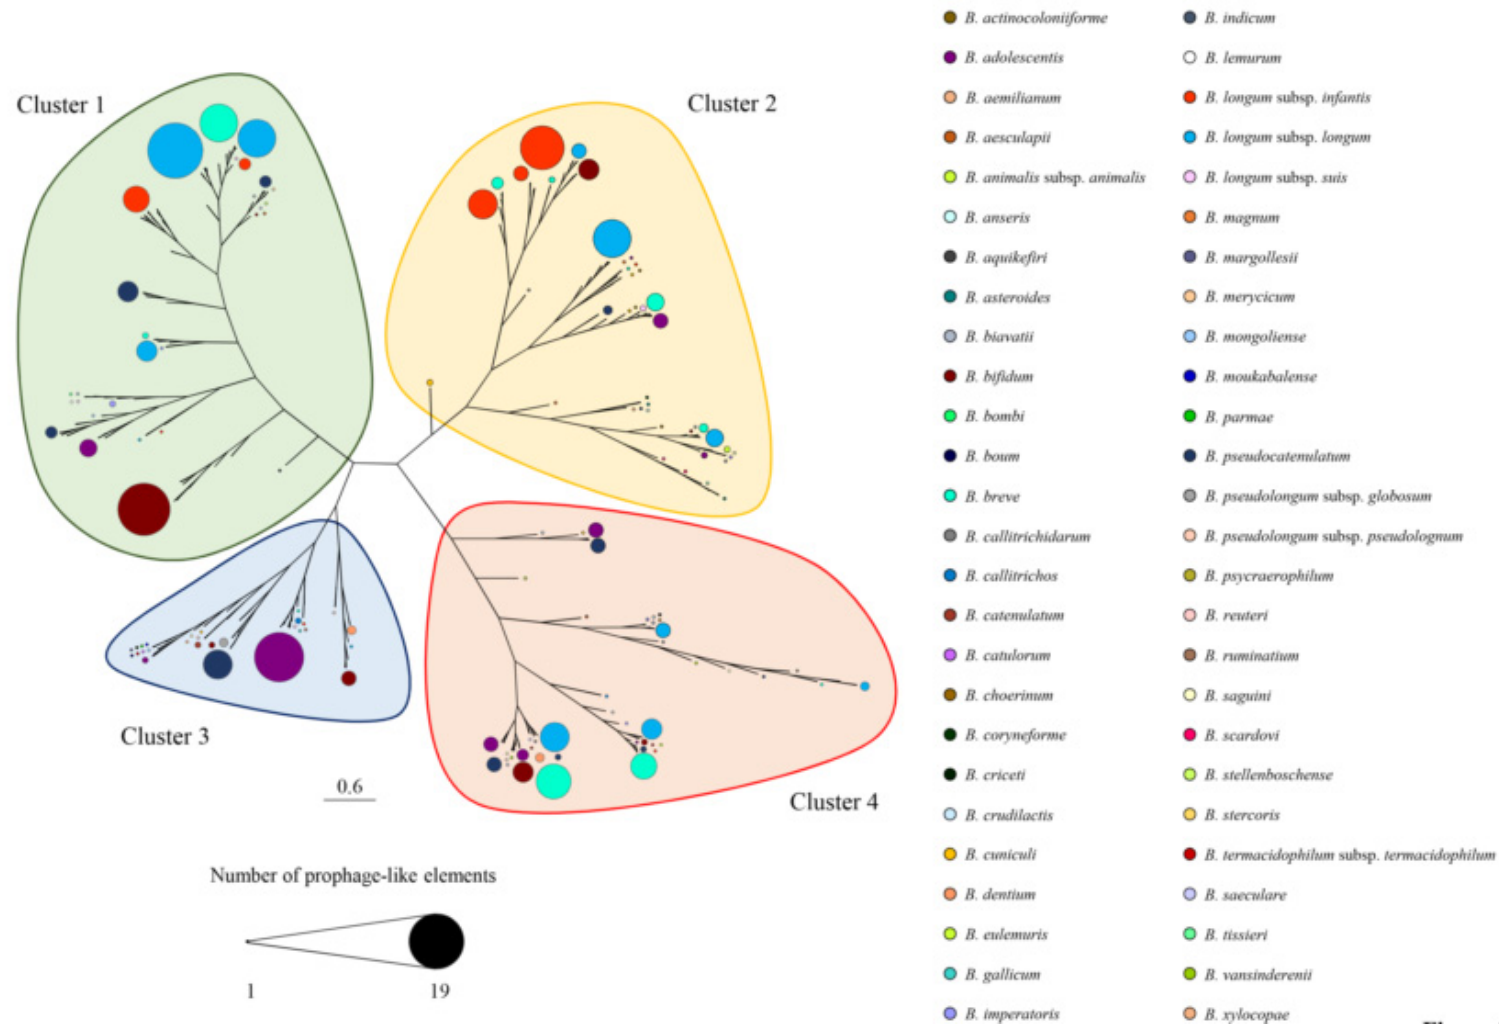 Cluster 1
Cluster 2
Cluster 3
Cluster 4
0.6
Number of prophage-like elements
1
19
B. actinocoloniiforme
B. adolescentis
B. aemilianum
B. aesculapii
B. animalis subsp. animalis
B. anseris
B. aquikefiri
B. asteroides
B. biavatii
B. bifidum
B. bombi
B. boum
B. breve
B. callitrichidarum
B. callitrichos
B. catenulatum
B. catulorum
B. choerinum
B. coryneforme
B. criceti
B. crudilactis
B. cuniculi
B. dentium
B. eulemuris
B. gallicum
B. imperatoris
B. indicum
B. lemurum
B. longum subsp. infantis
B. longum subsp. longum
B. longum subsp. suis
B. magnum
B. margollesii
B. merycicum
B. mongoliense
B. moukabalense
B. parmae
B. pseudocatenulatum
B. pseudolongum subsp. globosum
B. pseudolongum subsp. pseudolognum
B. psycraerophilum
B. reuteri
B. ruminatium
B. saguini
B. scardovi
B. stellenboschense
B. stercoris
B. termacidophilum subsp. termacidophilum
B. saeculare
B. tissieri
B. vansinderenii
B. xylocopae